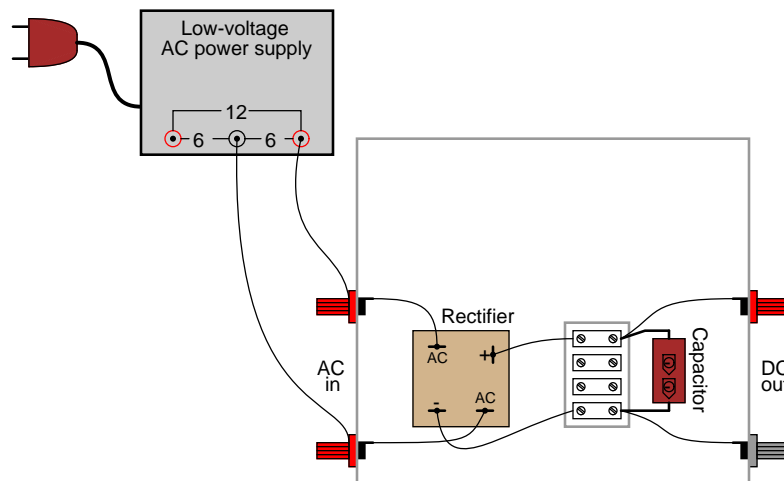 Low-voltage
AC power supply
12
6 6
Rectifier
AC
+
-
AC
AC
in
Capacitor
DC
out